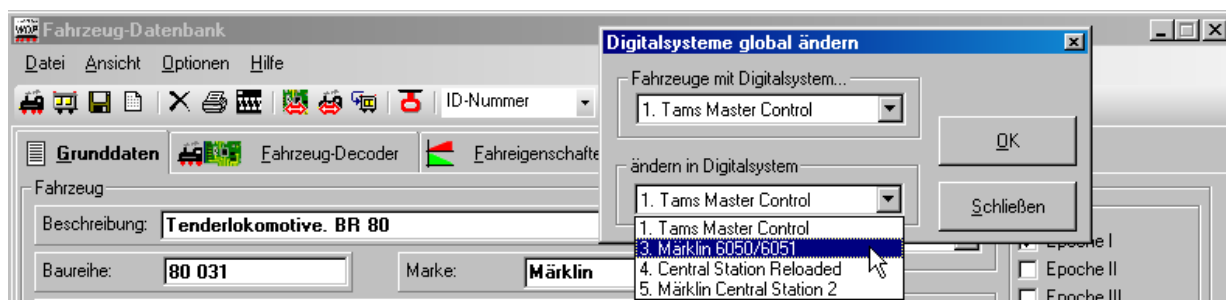 WDP Fahrzeug-Datenbank
Datei Ansicht Optionen Hilfe
ID-Nummer
Grunddaten Fahrzeug-Decoder Fahreigenschafte
Fahrzeug
Beschreibung: Tenderlokomotive. BR 80
Baureihe: 80 031 Marke: Märklin
Epoche I
Epoche II
Epoche III
Digitalsysteme global ändern
Fahrzeuge mit Digitalsystem...
1. Tams Master Control
ändern in Digitalsystem
1. Tams Master Control
1. Tams Master Control
3. Märklin 6050/6051
4. Central Station Reloaded
5. Märklin Central Station 2
OK
Schließen